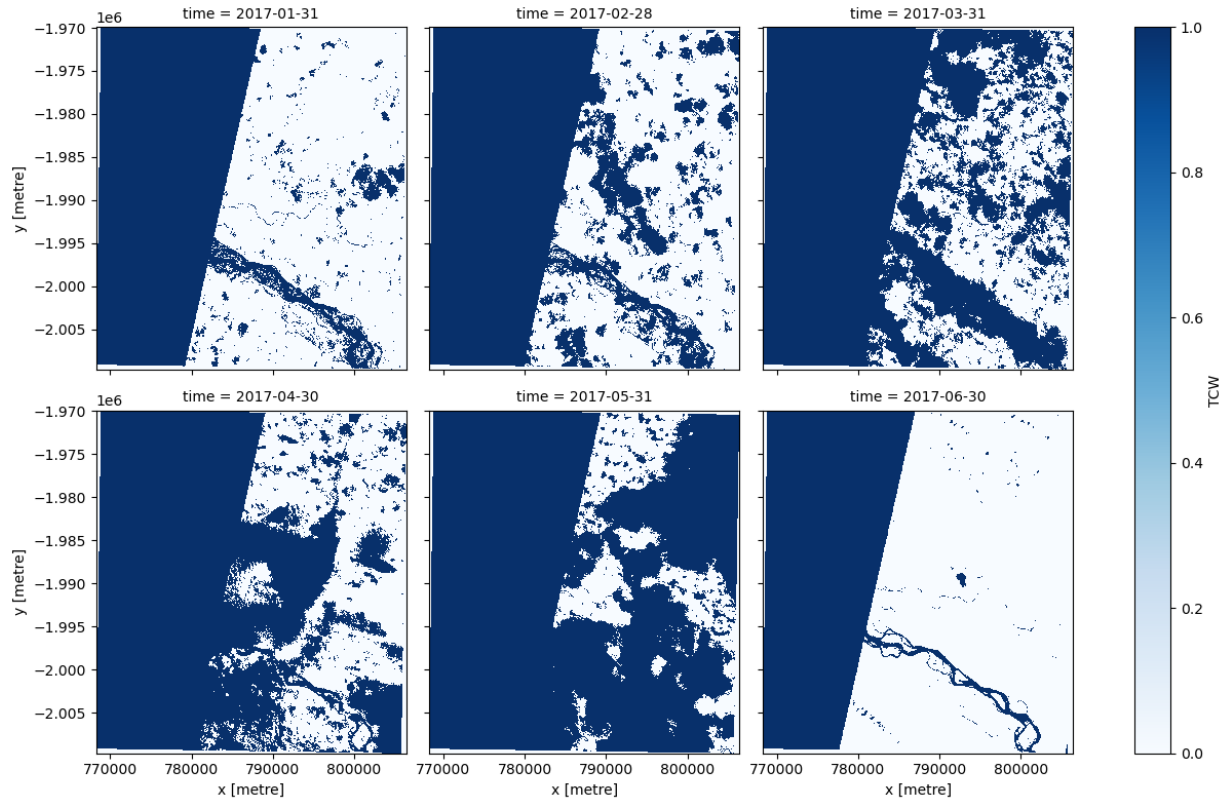 time = 2017-01-31 time = 2017-02-28 time = 2017-03-31
1e6
−1.970
−1.975
−1.980
−1.985
−1.990
−1.995
−2.000
−2.005
y [metre]
time = 2017-04-30 time = 2017-05-31 time = 2017-06-30
1e6
−1.970
−1.975
−1.980
−1.985
−1.990
−1.995
−2.000
−2.005
y [metre]
770000 780000 790000 800000 770000 780000 790000 800000 770000 780000 790000 800000
x [metre] x [metre] x [metre]
1.0
0.8
0.6
0.4
0.2
0.0
TCW